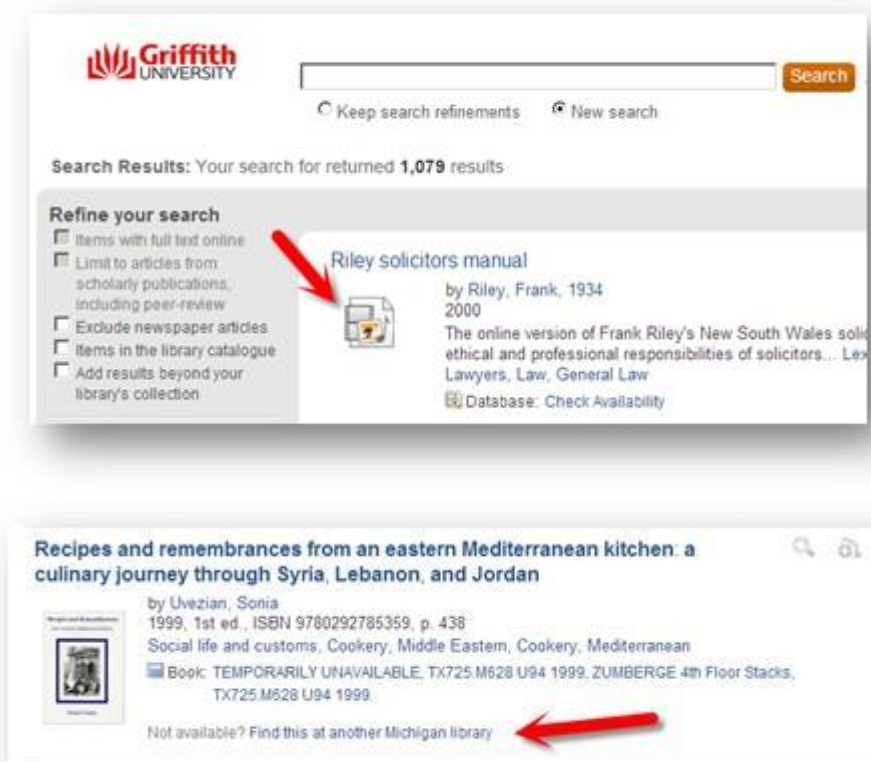 Griffith
UNIVERSITY
Search
Keep search refinements New search
Search Results: Your search for returned 1,079 results
Refine your search
Items with full text online
Limit to articles from
scholarly publications,
including peer-review
Exclude newspaper articles
Items in the library catalogue
Add results beyond your
library's collection
Riley solicitors manual
by Riley, Frank, 1934
2000
The online version of Frank Riley's New South Wales solic
ethical and professional responsibilities of solicitors... Lex
Lawyers, Law, General Law
Database: Check Availability
Recipes and remembrances from an eastern Mediterranean kitchen: a
culinary journey through Syria, Lebanon, and Jordan
by Uvezian, Sonia
1999, 1st ed., ISBN 9780292785359, p. 438
Social life and customs, Cookery, Middle Eastern, Cookery, Mediterranean
Book: TEMPORARILY UNAVAILABLE, TX725.M628 U94 1999, ZUMBERGE 4th Floor Stacks,
TX725.M628 U94 1999
Not available? Find this at another Michigan library